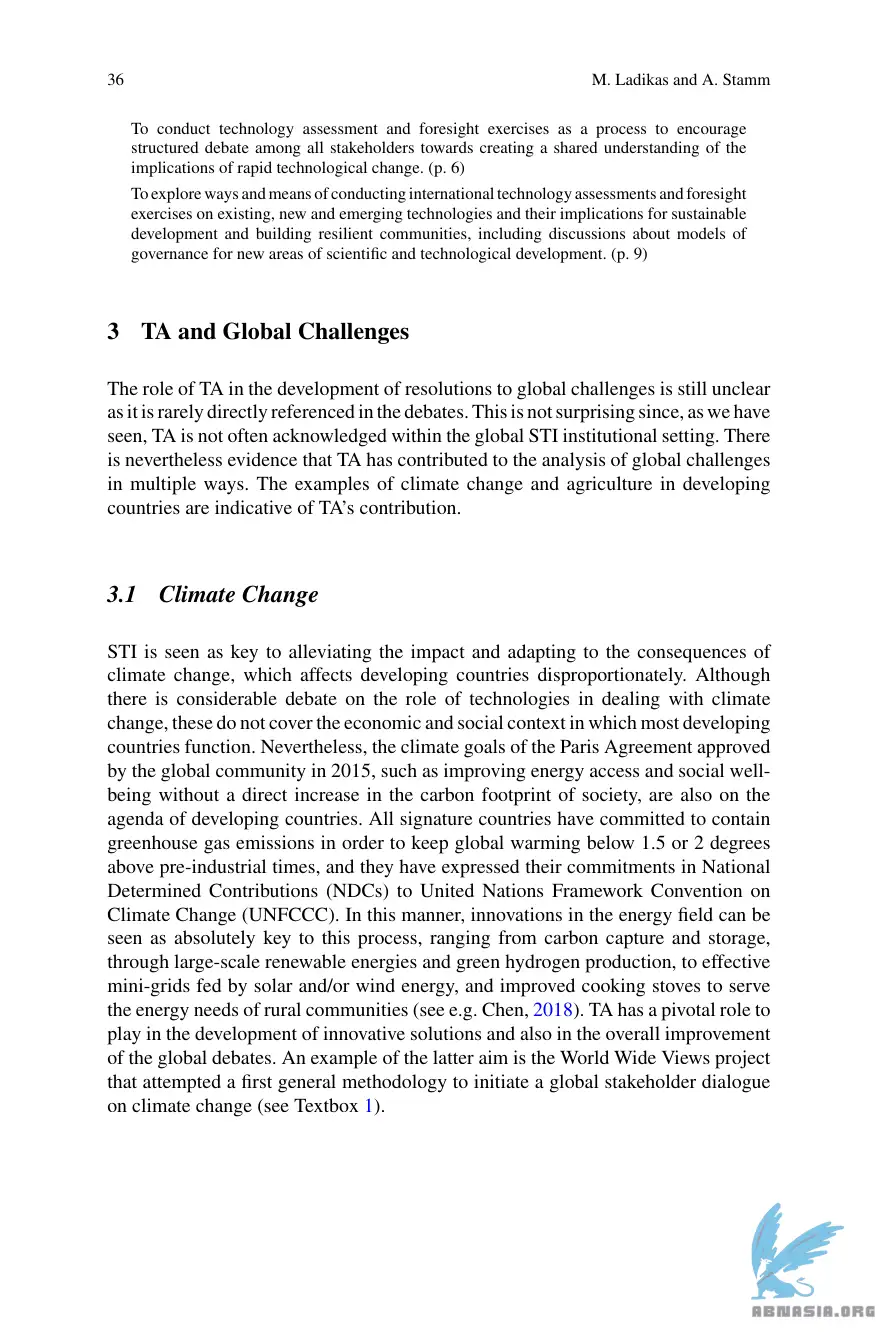 36
M. Ladikas and A. Stamm
To conduct technology assessment and foresight exercises as a process to encourage
structured debate among all stakeholders towards creating a shared understanding of the
implications of rapid technological change. (p. 6)
To explore ways and means of conducting international technology assessments and foresight
exercises on existing, new and emerging technologies and their implications for sustainable
development and building resilient communities, including discussions about models of
governance for new areas of scientific and technological development. (p. 9)
3 TA and Global Challenges
The role of TA in the development of resolutions to global challenges is still unclear
as it is rarely directly referenced in the debates. This is not surprising since, as we have
seen, TA is not often acknowledged within the global STI institutional setting. There
is nevertheless evidence that TA has contributed to the analysis of global challenges
in multiple ways. The examples of climate change and agriculture in developing
countries are indicative of TA's contribution.
3.1 Climate Change
STI is seen as key to alleviating the impact and adapting to the consequences of
climate change, which affects developing countries disproportionately. Although
there is considerable debate on the role of technologies in dealing with climate
change, these do not cover the economic and social context in which most developing
countries function. Nevertheless, the climate goals of the Paris Agreement approved
by the global community in 2015, such as improving energy access and social well-
being without a direct increase in the carbon footprint of society, are also on the
agenda of developing countries. All signature countries have committed to contain
greenhouse gas emissions in order to keep global warming below 1.5 or 2 degrees
above pre-industrial times, and they have expressed their commitments in National
Determined Contributions (NDCs) to United Nations Framework Convention on
Climate Change (UNFCCC). In this manner, innovations in the energy field can be
seen as absolutely key to this process, ranging from carbon capture and storage,
through large-scale renewable energies and green hydrogen production, to effective
mini-grids fed by solar and/or wind energy, and improved cooking stoves to serve
the energy needs of rural communities (see e.g. Chen, 2018). TA has a pivotal role to
play in the development of innovative solutions and also in the overall improvement
of the global debates. An example of the latter aim is the World Wide Views project
that attempted a first general methodology to initiate a global stakeholder dialogue
on climate change (see Textbox 1).
ABNASIA.ORG